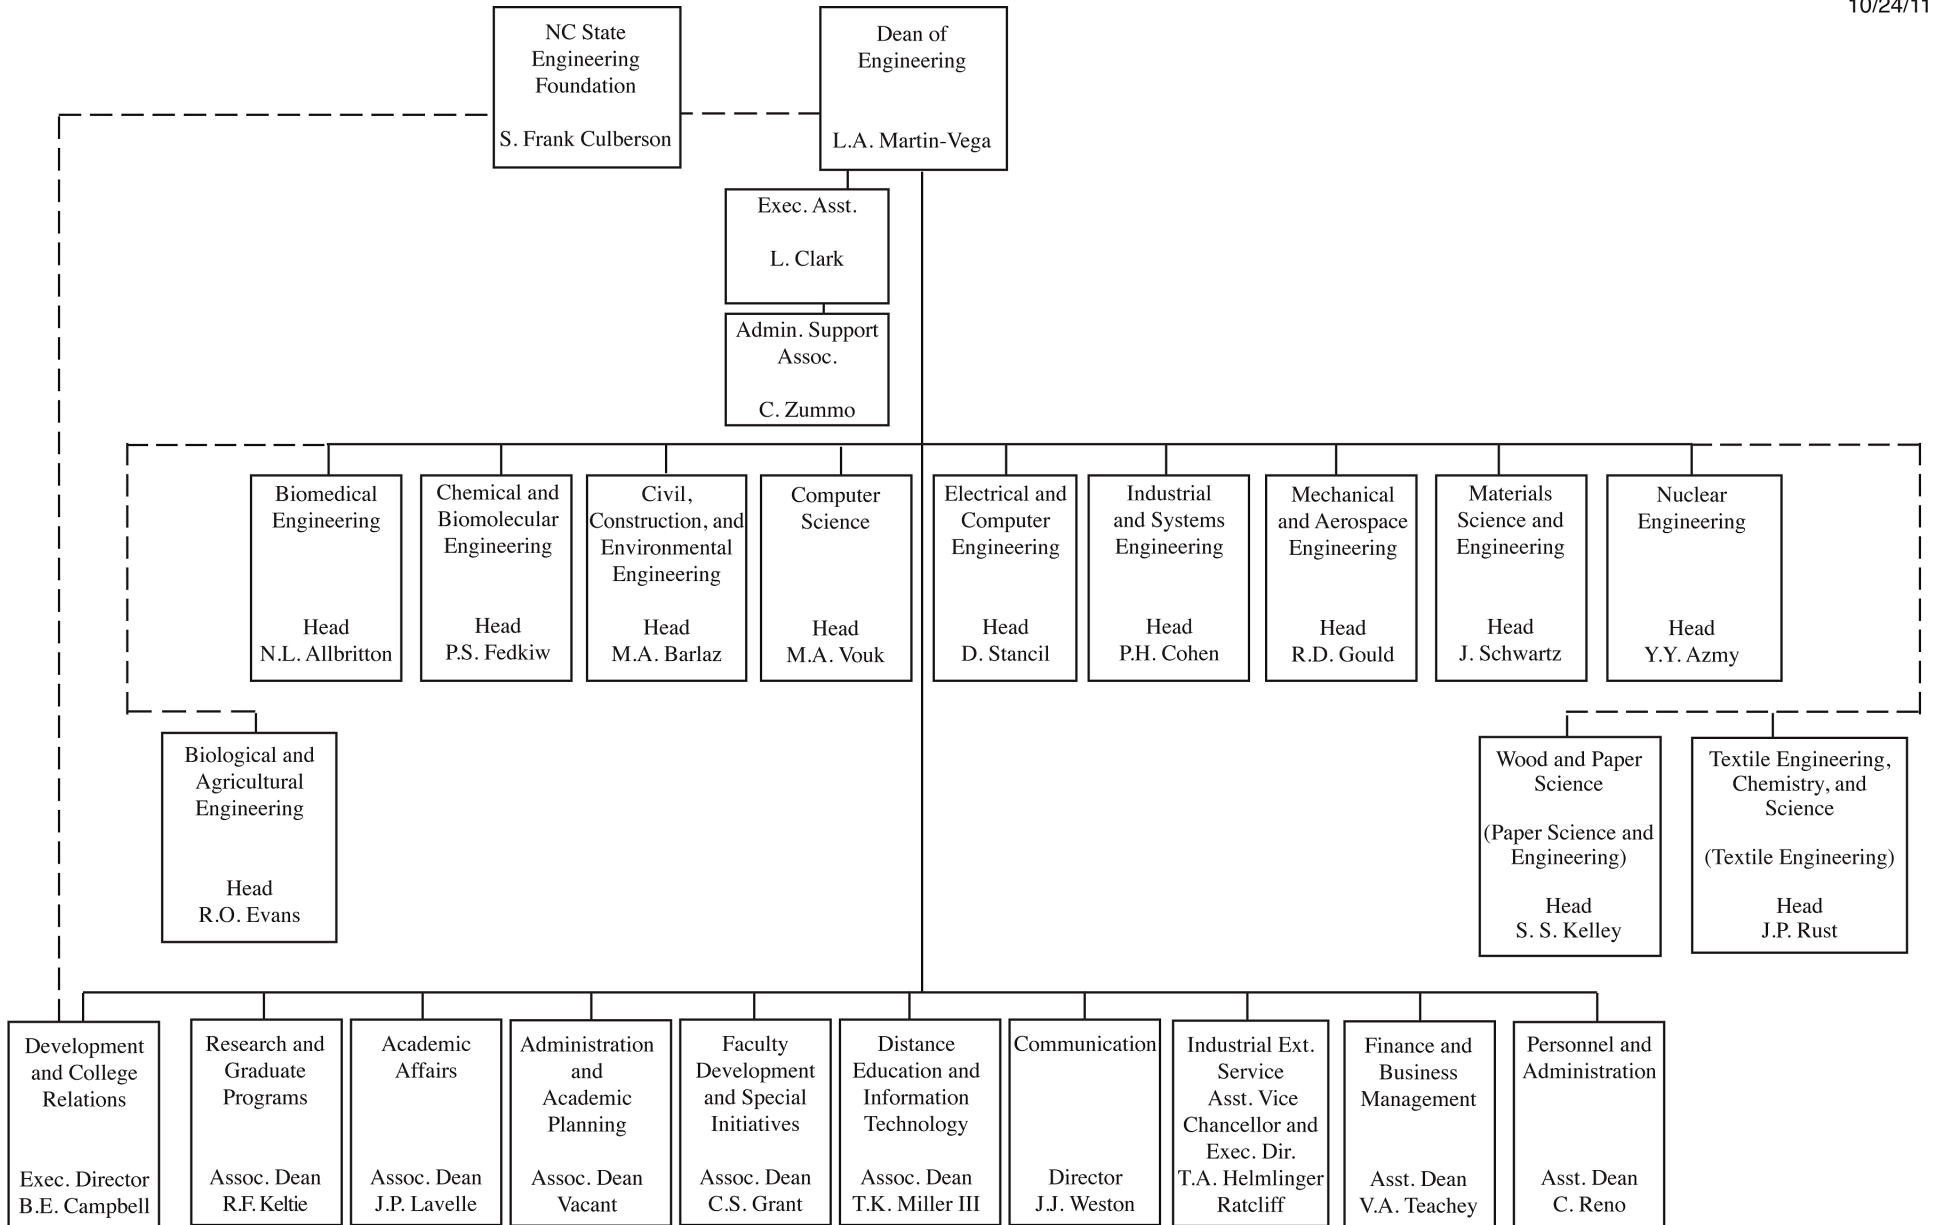 10/24/11
NC State
Engineering
Foundation
S. Frank Culberson
Dean of
Engineering
L.A. Martin-Vega
Exec. Asst.
L. Clark
Admin. Support
Assoc.
C. Zummo
Biomedical
Engineering
Head
N.L. Allbritton
Chemical and
Biomolecular
Engineering
Head
P.S. Fedkiw
Civil,
Construction, and
Environmental
Engineering
Head
M.A. Barlaz
Computer
Science
Head
M.A. Vouk
Electrical and
Computer
Engineering
Head
D. Stancil
Industrial
and Systems
Engineering
Head
P.H. Cohen
Mechanical
and Aerospace
Engineering
Head
R.D. Gould
Materials
Science and
Engineering
Head
J. Schwartz
Nuclear
Engineering
Head
Y.Y. Azmy
Biological and
Agricultural
Engineering
Head
R.O. Evans
Wood and Paper
Science
(Paper Science and
Engineering)
Head
S. S. Kelley
Textile Engineering,
Chemistry, and
Science
(Textile Engineering)
Head
J.P. Rust
Development
and College
Relations
Exec. Director
B.E. Campbell
Research and
Graduate
Programs
Assoc. Dean
R.F. Keltie
Academic
Affairs
Assoc. Dean
J.P. Lavelle
Administration
and
Academic
Planning
Assoc. Dean
Vacant
Faculty
Development
and Special
Initiatives
Assoc. Dean
C.S. Grant
Distance
Education and
Information
Technology
Assoc. Dean
T.K. Miller III
Communication
Director
J.J. Weston
Industrial Ext.
Service
Asst. Vice
Chancellor and
Exec. Dir.
T.A. Helmlinger
Ratcliff
Finance and
Business
Management
Asst. Dean
V.A. Teachey
Personnel and
Administration
Asst. Dean
C. Reno